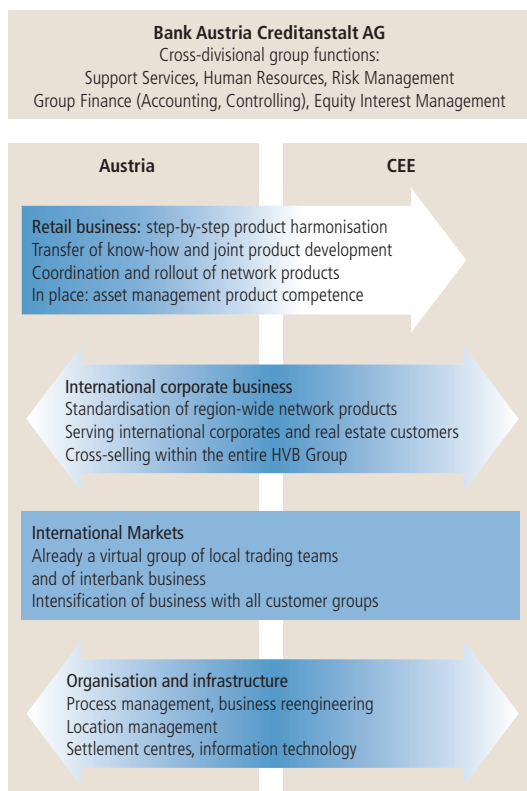 Bank Austria Creditanstalt AG
Cross-divisional group functions:
Support Services, Human Resources, Risk Management
Group Finance (Accounting, Controlling), Equity Interest Management
Austria
CEE
Retail business: step-by-step product harmonisation
Transfer of know-how and joint product development
Coordination and rollout of network products
In place: asset management product competence
International corporate business
Standardisation of region-wide network products
Serving international corporates and real estate customers
Cross-selling within the entire HVB Group
International Markets
Already a virtual group of local trading teams
and of interbank business
Intensification of business with all customer groups
Organisation and infrastructure
Process management, business reengineering
Location management
Settlement centres, information technology